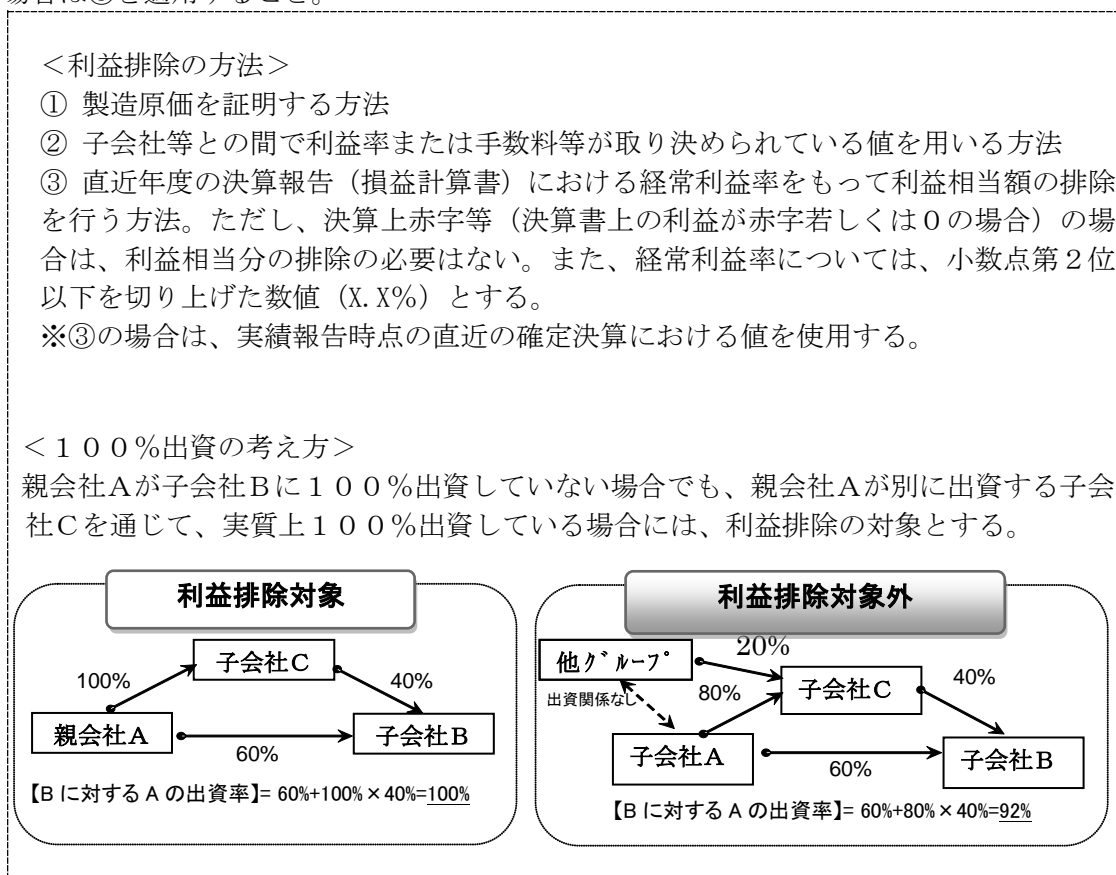 場合は③を適用すること。
＜利益排除の方法＞
① 製造原価を証明する方法
② 子会社等との間で利益率または手数料等が取り決められている値を用いる方法
③ 直近年度の決算報告（損益計算書）における経常利益率をもって利益相当額の排除
を行う方法。ただし、決算上赤字等（決算書上の利益が赤字若しくは０の場合）の場
合は、利益相当分の排除の必要はない。また、経常利益率については、小数点第２位
以下を切り上げた数値（X.X%）とする。
※③の場合は、実績報告時点の直近の確定決算における値を使用する。
＜１００％出資の考え方＞
親会社Ａが子会社Ｂに１００％出資していない場合でも、親会社Ａが別に出資する子会
社Ｃを通じて、実質上１００％出資している場合には、利益排除の対象とする。
利益排除対象
子会社Ｃ
100%
40%
親会社Ａ
子会社Ｂ
60%
【B に対する A の出資率】= 60%+100%×40%=100%
利益排除対象外
他ｸﾞﾙｰﾌﾟ
20%
子会社Ｃ
40%
出資関係なし
80%
子会社Ａ
子会社Ｂ
60%
【B に対する A の出資率】= 60%+80%×40%=92%